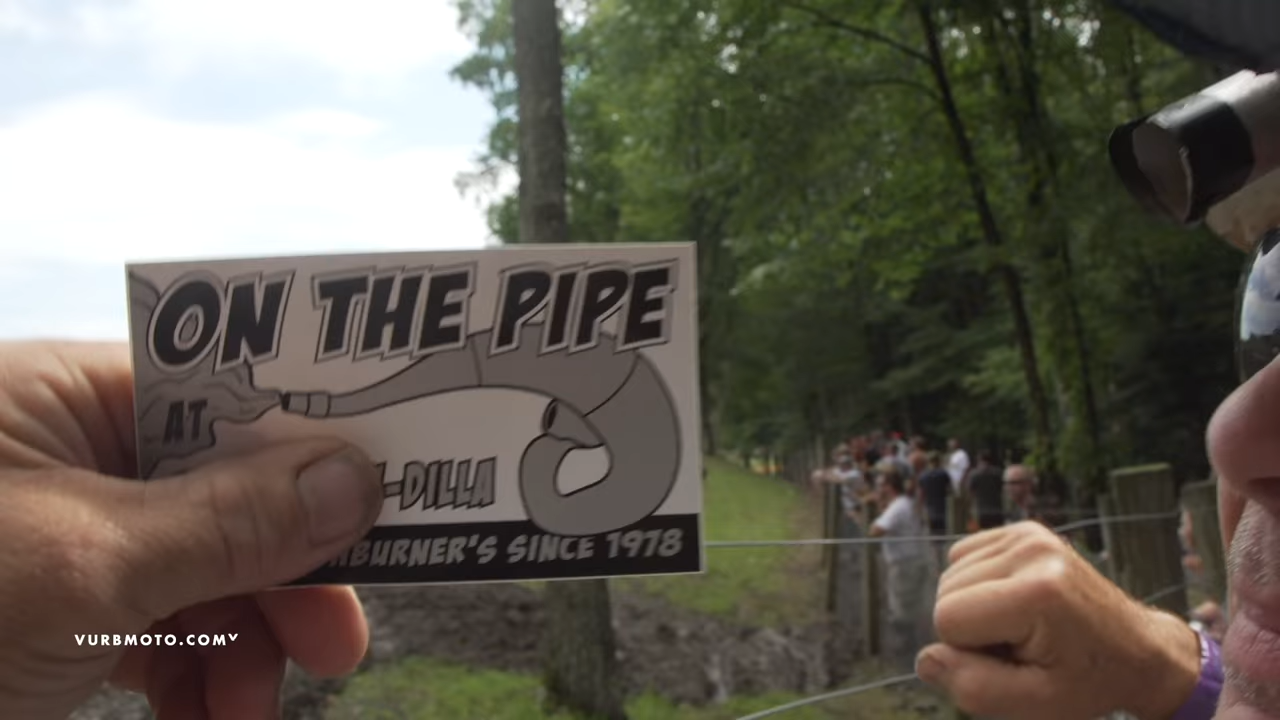 ON THE PIPE
AT
-DILLA
BURNER'S SINCE 1978
VURBMOTO.COM